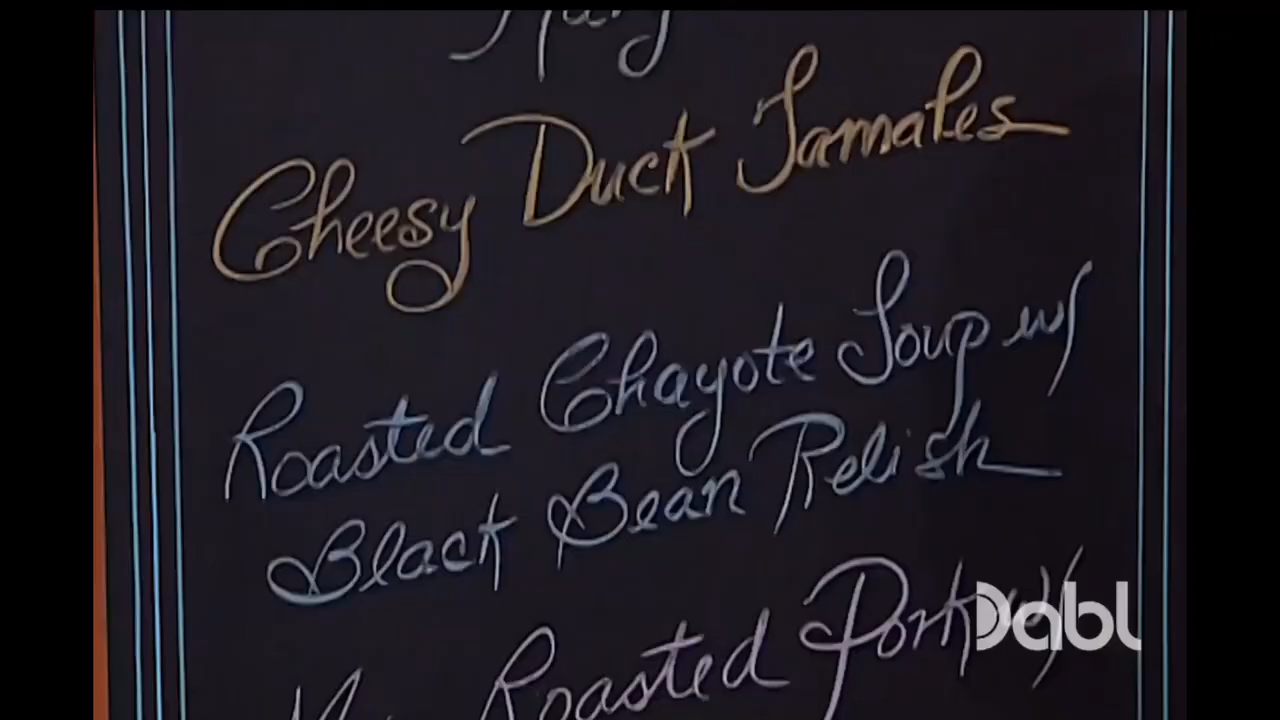 Cheesy Duck Tamales
Roasted Chayote Soup w/
Black Bean Relish
Roasted Pork w/
Dabl